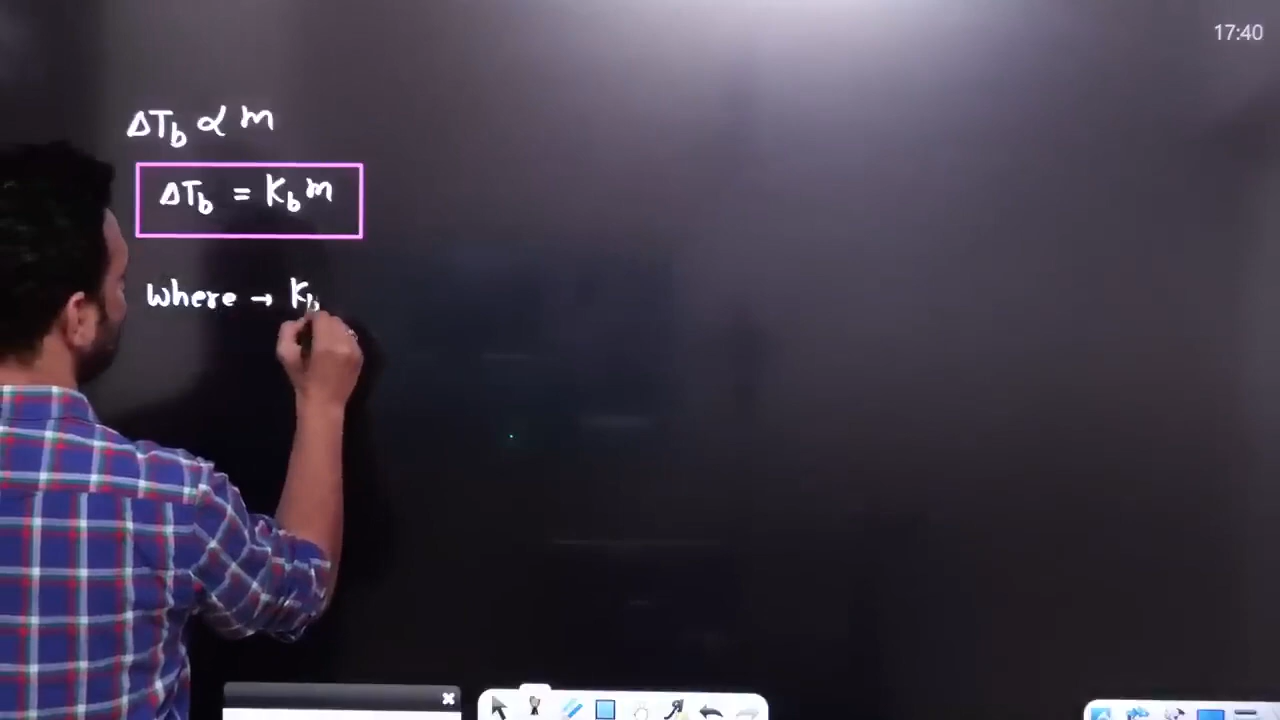 17:40
ΔTb ∝ m
ΔTb = Kb m
where → Kb